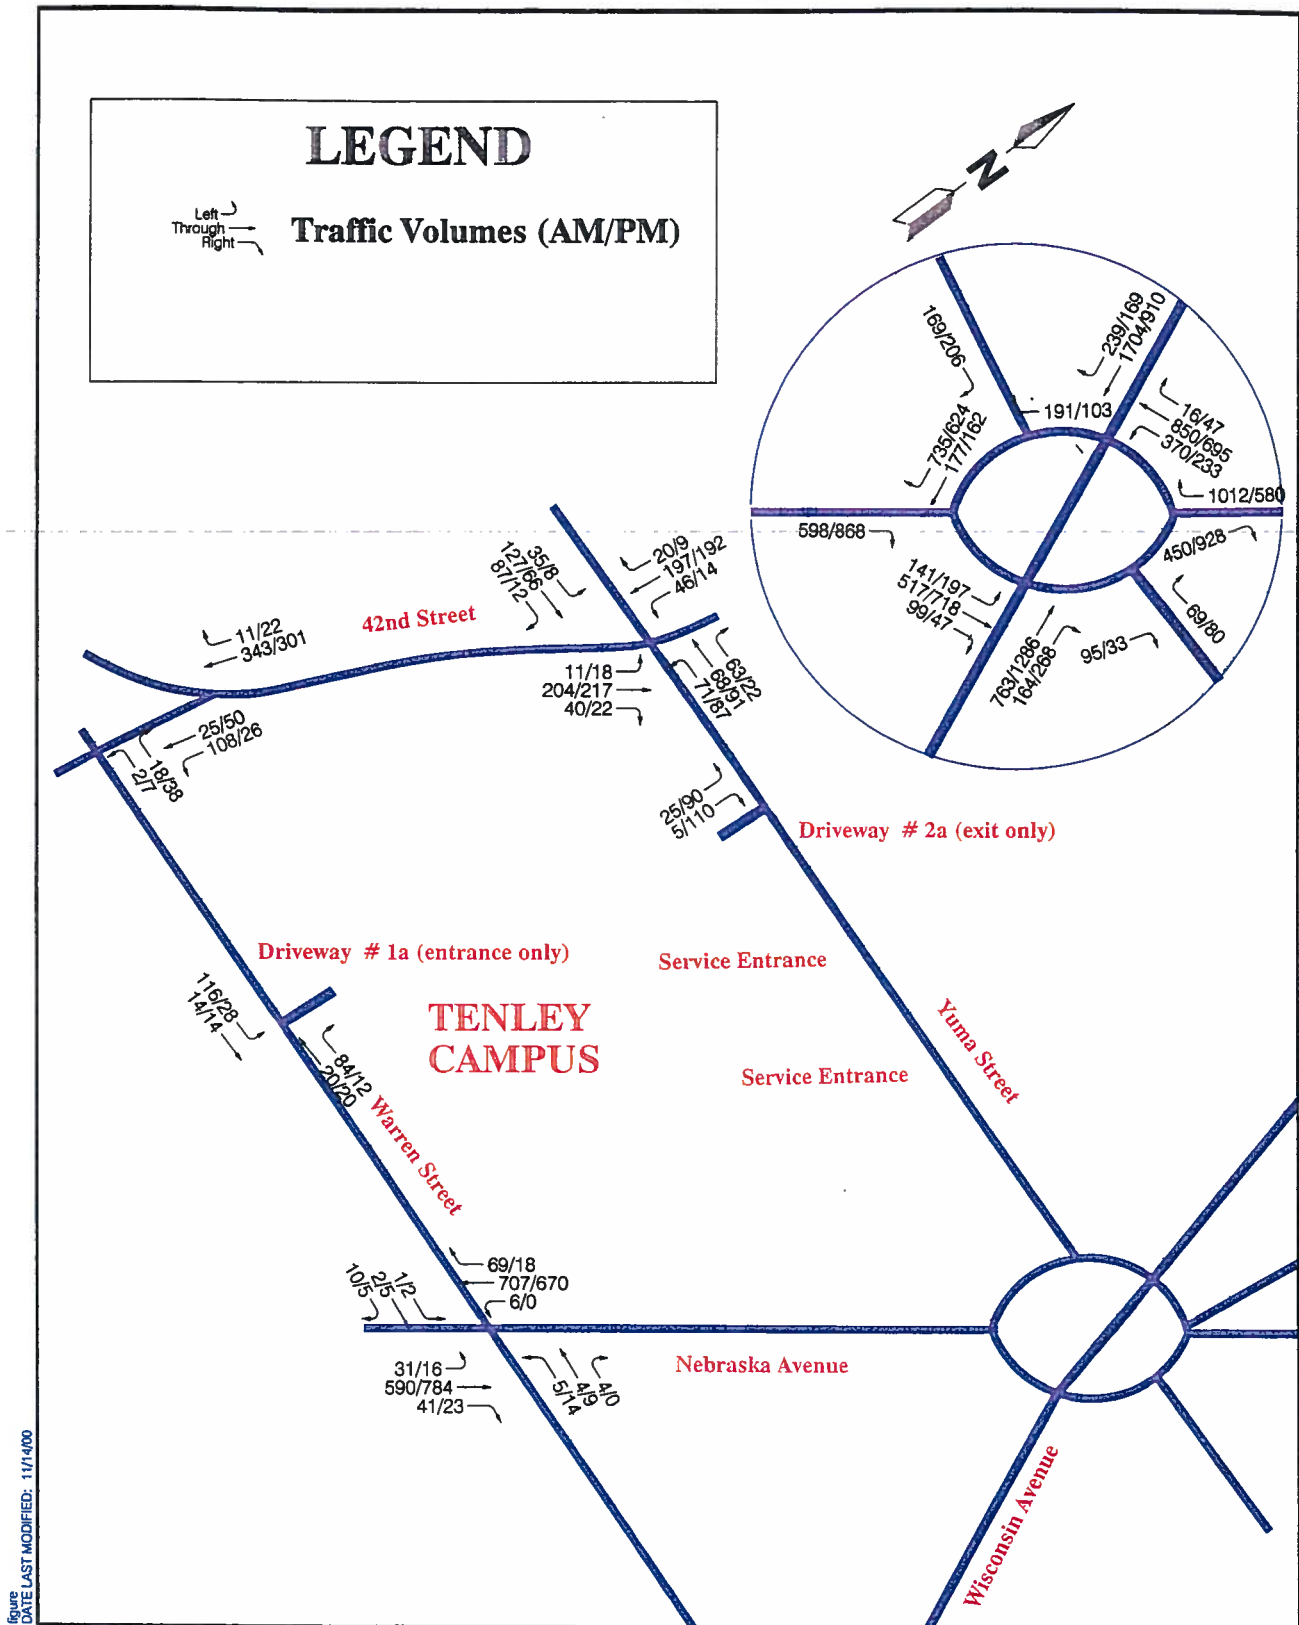 LEGEND
Left
Through
Right
Traffic Volumes (AM/PM)
N
169/206
239/169
1704/910
191/103
16/47
850/695
370/233
735/624
177/162
1012/580
598/868
450/928
141/197
517/718
99/47
69/80
763/1286
164/268
95/33
35/8
127/66
87/12
20/9
197/192
46/14
42nd Street
11/22
343/301
11/18
204/217
40/22
63/22
68/91
71/87
25/50
108/26
18/38
2/7
25/90
5/110
Driveway # 2a (exit only)
Driveway # 1a (entrance only)
Service Entrance
116/28
14/14
TENLEY
CAMPUS
Yuma Street
84/12
20/20
Service Entrance
Warren Street
69/18
707/670
6/0
10/5
2/5
1/2
Nebraska Avenue
31/16
590/784
41/23
4/0
4/9
5/14
Wisconsin Avenue
figure
DATE LAST MODIFIED: 11/14/00